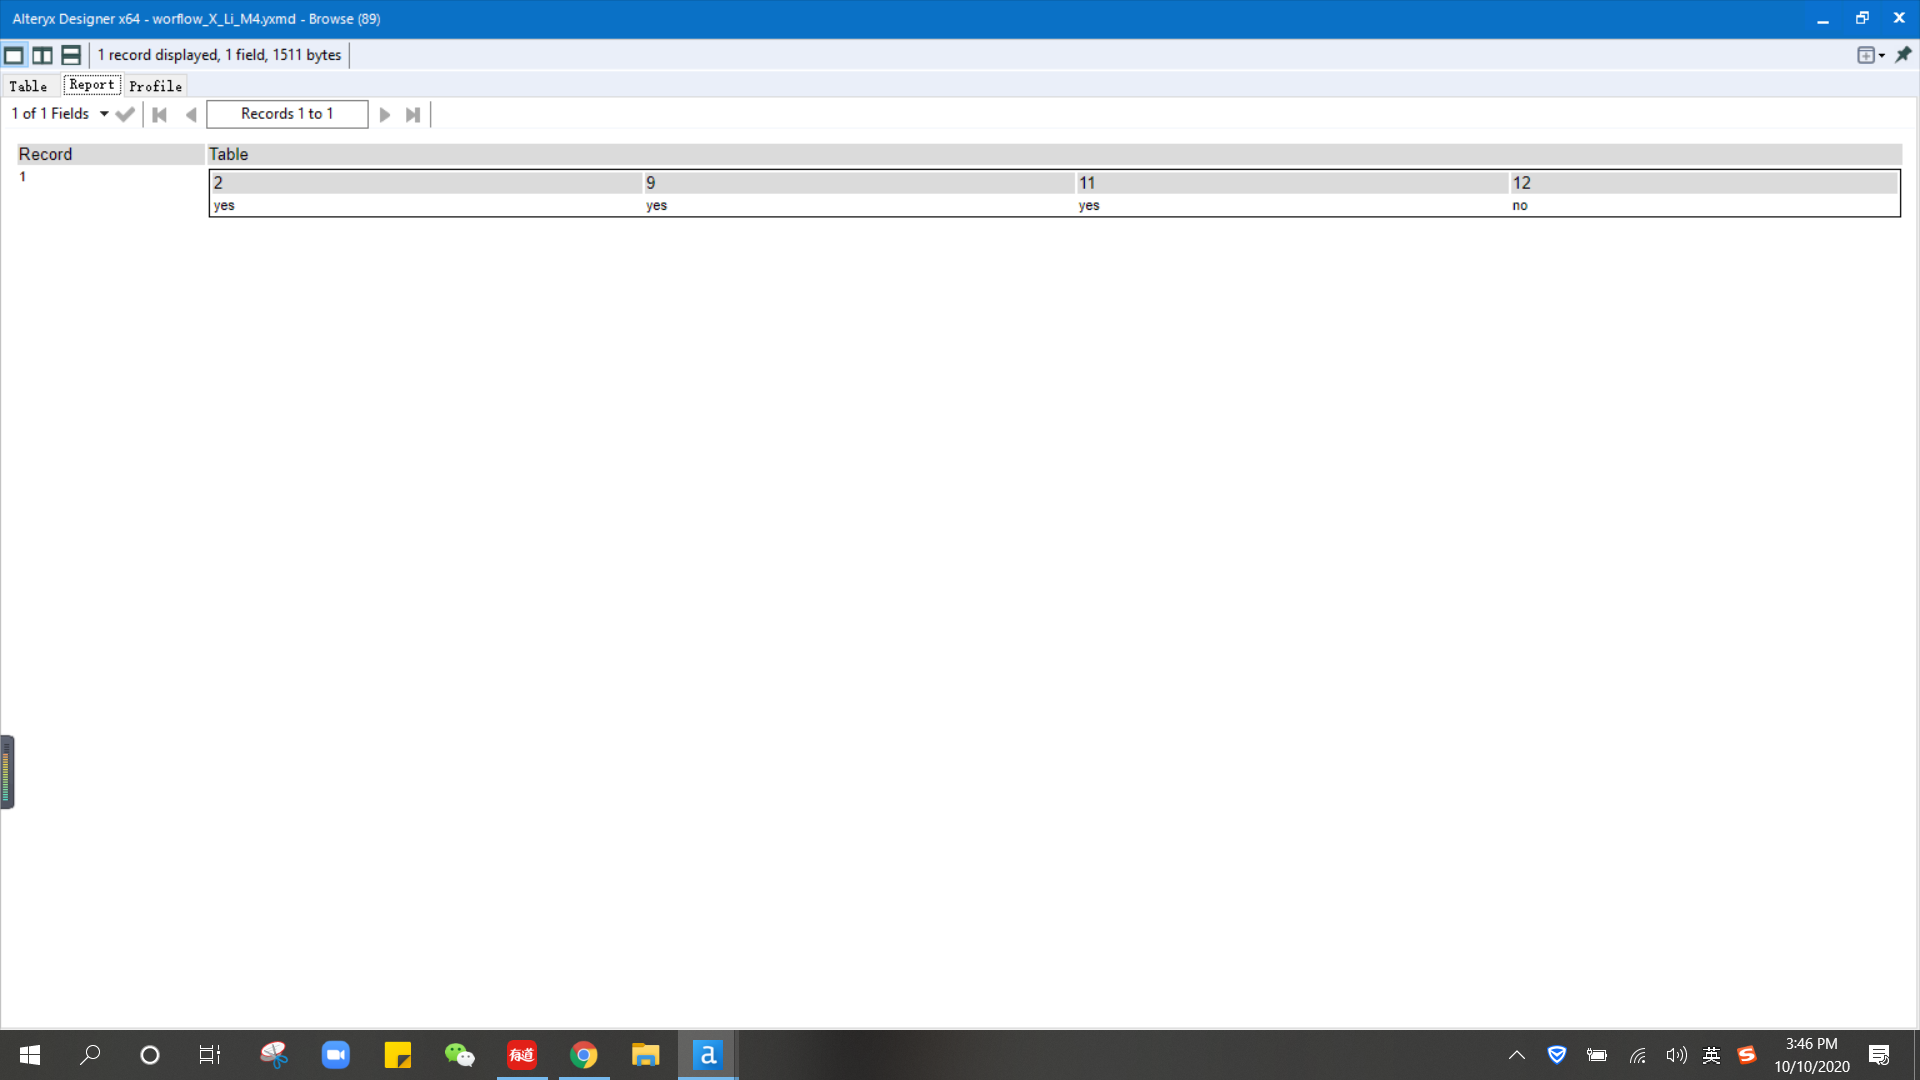 Alteryx Designer x64 - worflow_X_Li_M4.yxmd - Browse (89)
1 record displayed, 1 field, 1511 bytes
Table Report Profile
1 of 1 Fields Records 1 to 1
Record Table
1 2 9 11 12
yes yes yes no
有道 a 英 S
3:46 PM
10/10/2020